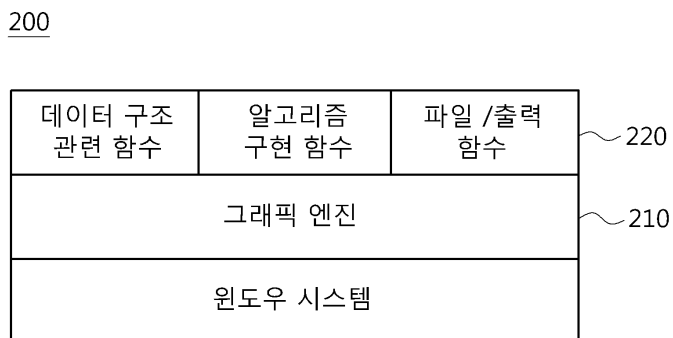 200
데이터 구조
관련 함수
알고리즘
구현 함수
파일 /출력
함수
220
그래픽 엔진
210
윈도우 시스템